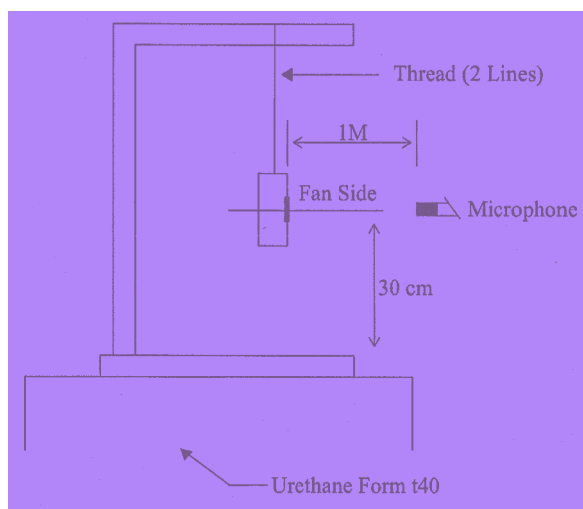 Thread (2 Lines)
1M
Fan Side
Microphone
30 cm
Urethane Form t40